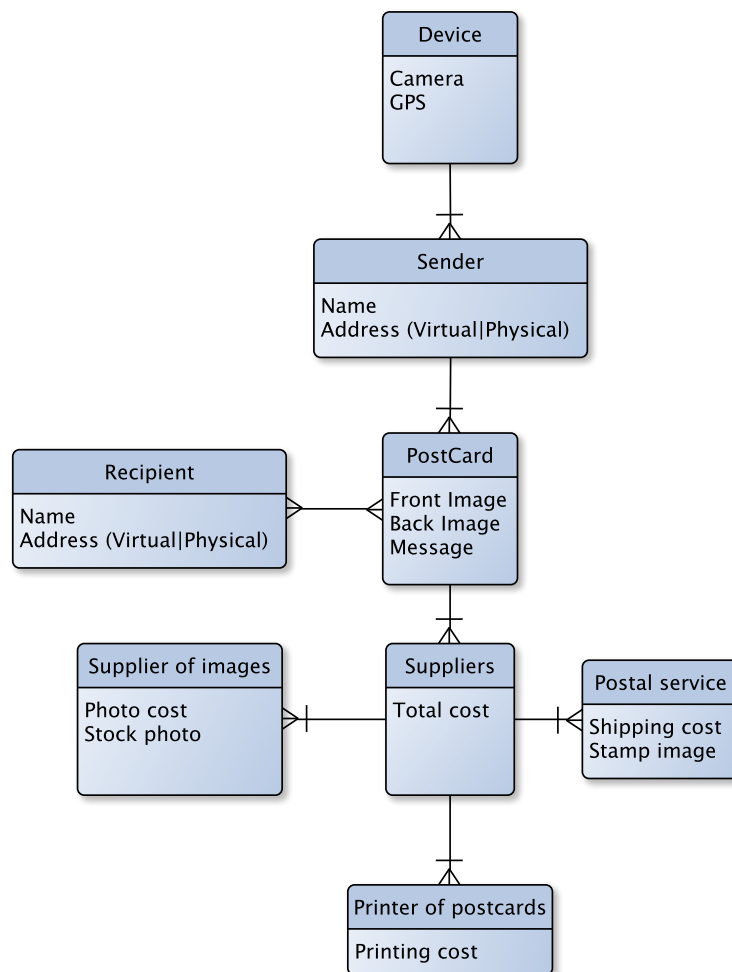 Device
Camera
GPS
Sender
Name
Address (Virtual|Physical)
Recipient
Name
Address (Virtual|Physical)
PostCard
Front Image
Back Image
Message
Supplier of images
Photo cost
Stock photo
Suppliers
Total cost
Postal service
Shipping cost
Stamp image
Printer of postcards
Printing cost